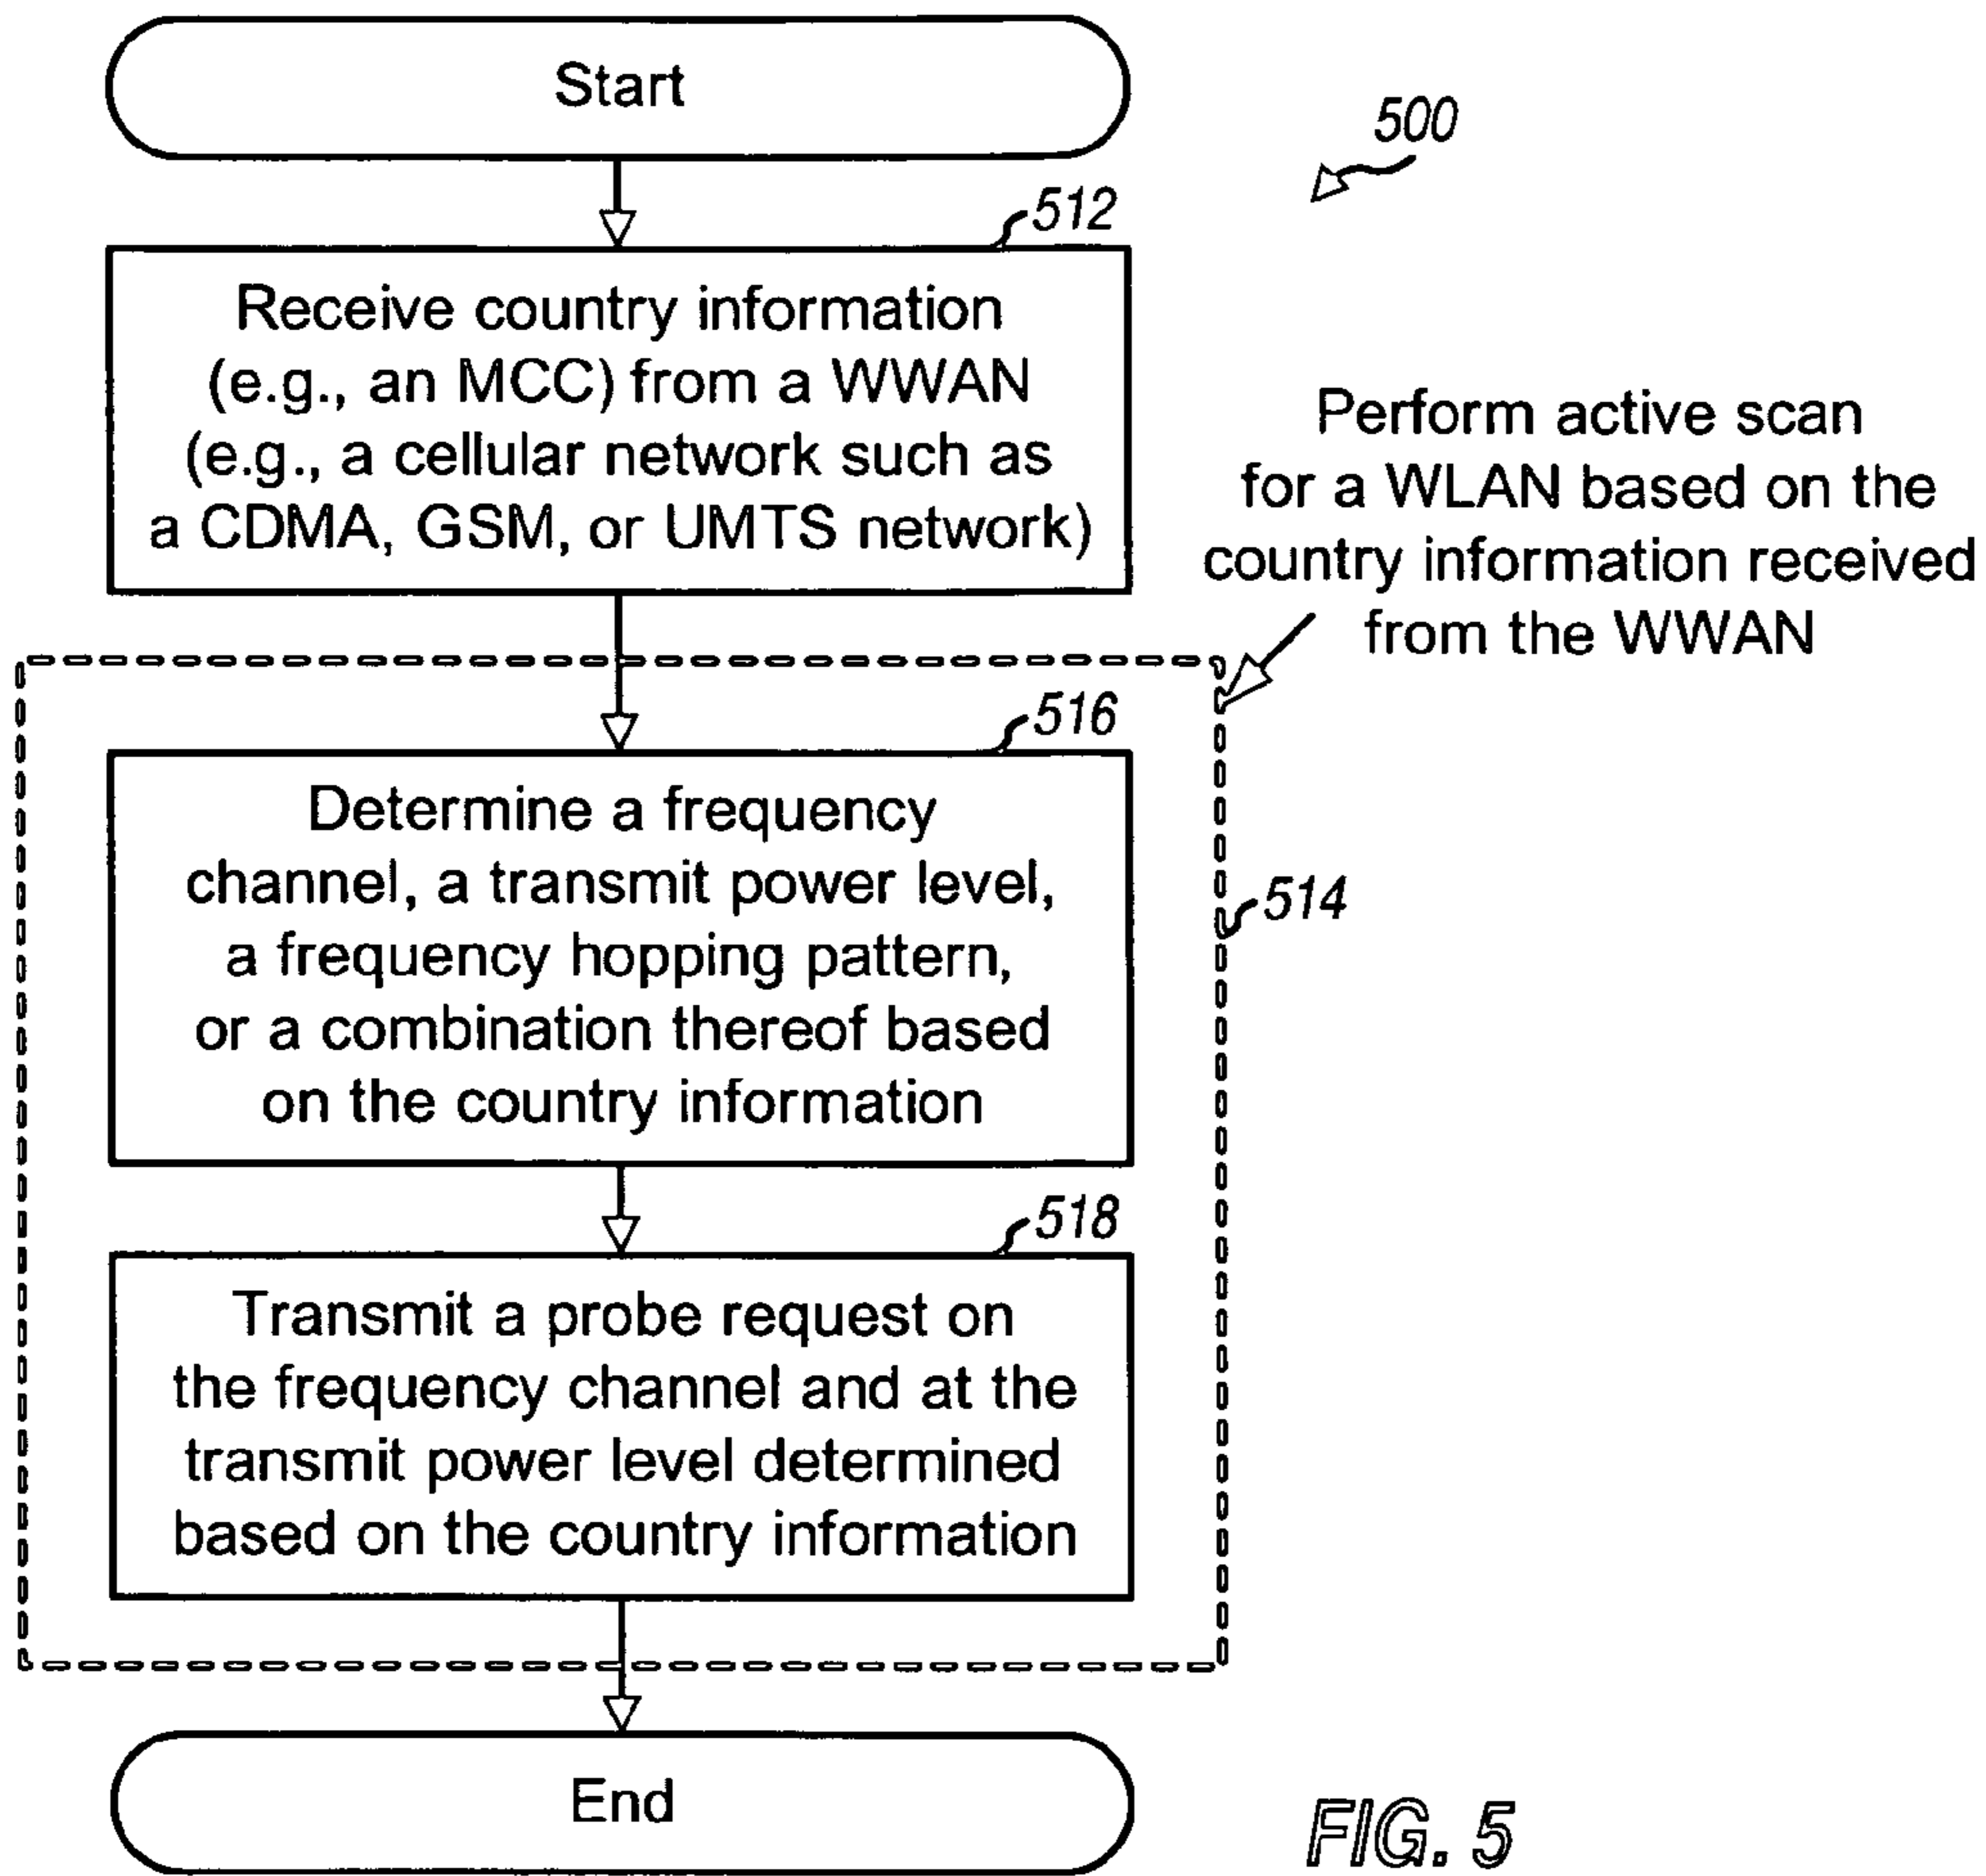 Start
500
512
Receive country information
(e.g., an MCC) from a WWAN
(e.g., a cellular network such as
a CDMA, GSM, or UMTS network)
Perform active scan
for a WLAN based on the
country information received
from the WWAN
516
Determine a frequency
channel, a transmit power level,
a frequency hopping pattern,
or a combination thereof based
on the country information
514
518
Transmit a probe request on
the frequency channel and at the
transmit power level determined
based on the country information
End
FIG. 5